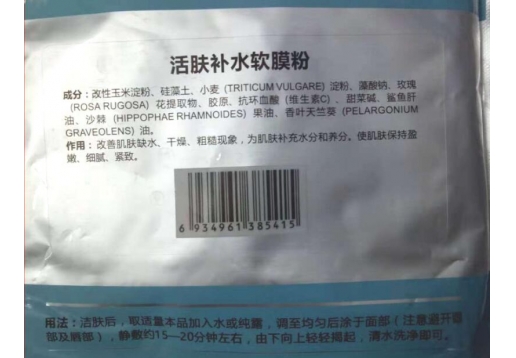 活肤补水软膜粉
成分：改性玉米淀粉、硅藻土、小麦 (TRITICUM VULGARE) 淀粉、藻酸钠、玫瑰
(ROSA RUGOSA) 花提取物、胶原、抗坏血酸 (维生素C) 、甜菜碱、鲨鱼肝
油、沙棘 (HIPPOPHAE RHAMNOIDES) 果油、香叶天竺葵 (PELARGONIUM
GRAVEOLENS) 油。
作用：改善肌肤缺水、干燥、粗糙现象，为肌肤补充水分和养分。使肌肤保持盈
嫩、细腻、紧致。
6 934961 385415
用法：洁肤后，取适量本品加入水或纯露，调至均匀后涂于面部（注意避开眼
部及唇部），静敷约15—20分钟左右，由下向上轻轻揭起，清水洗净即可。